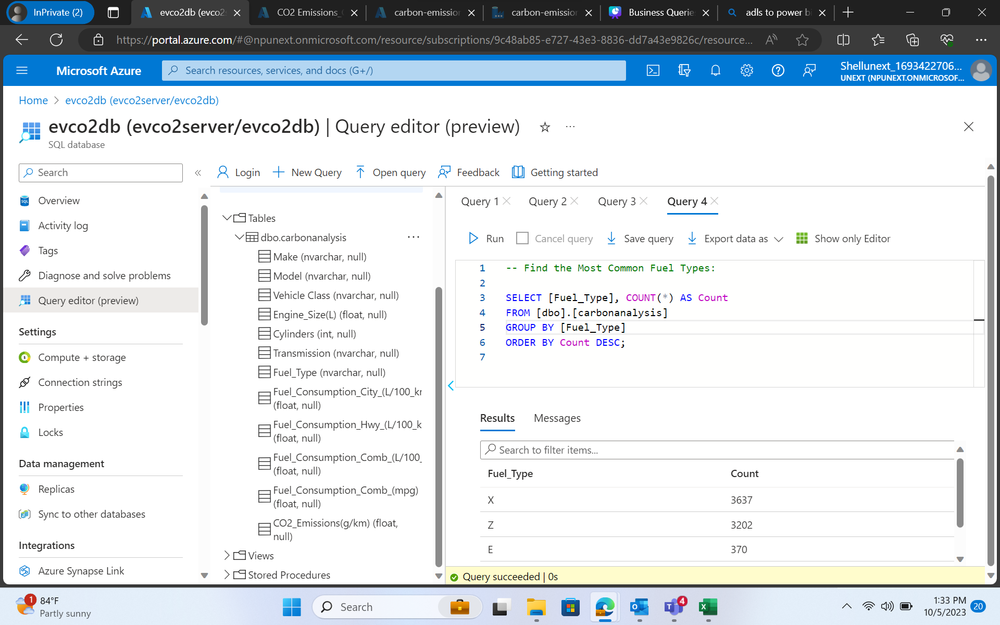 InPrivate (2)
evco2db (evco2s
CO2 Emissions_C
carbon-emission
carbon-emission
Business Querie
adls to power bi
https://portal.azure.com/#@npunext.onmicrosoft.com/resource/subscriptions/9c48ab85-e727-43e3-8836-dd7a43e9826c/resource...
Microsoft Azure
Search resources, services, and docs (G+/)
Shellunext_1693422706...
UNEXT (NPUNEXT.ONMICROSOF...
Home > evco2db (evco2server/evco2db)
evco2db (evco2server/evco2db) | Query editor (preview)
SQL database
Search
Login
New Query
Open query
Feedback
Getting started
Overview
Activity log
Tags
Diagnose and solve problems
Query editor (preview)
Settings
Compute + storage
Connection strings
Properties
Locks
Data management
Replicas
Sync to other databases
Integrations
Azure Synapse Link
Tables
dbo.carbonanalysis
Make (nvarchar, null)
Model (nvarchar, null)
Vehicle Class (nvarchar, null)
Engine_Size(L) (float, null)
Cylinders (int, null)
Transmission (nvarchar, null)
Fuel_Type (nvarchar, null)
Fuel_Consumption_City_(L/100_kr
(float, null)
Fuel_Consumption_Hwy_(L/100_k
(float, null)
Fuel_Consumption_Comb_(L/100_
(float, null)
Fuel_Consumption_Comb_(mpg)
(float, null)
CO2_Emissions(g/km) (float,
null)
Views
Stored Procedures
Query 1
Query 2
Query 3
Query 4
Run
Cancel query
Save query
Export data as
Show only Editor
1 -- Find the Most Common Fuel Types:
2
3 SELECT [Fuel_Type], COUNT(*) AS Count
4 FROM [dbo].[carbonanalysis]
5 GROUP BY [Fuel_Type]
6 ORDER BY Count DESC;
7
Results
Messages
Search to filter items...
Fuel_Type Count
X 3637
Z 3202
E 370
Query succeeded | 0s
1
84°F
Partly sunny
Search
4
1:33 PM
10/5/2023
20